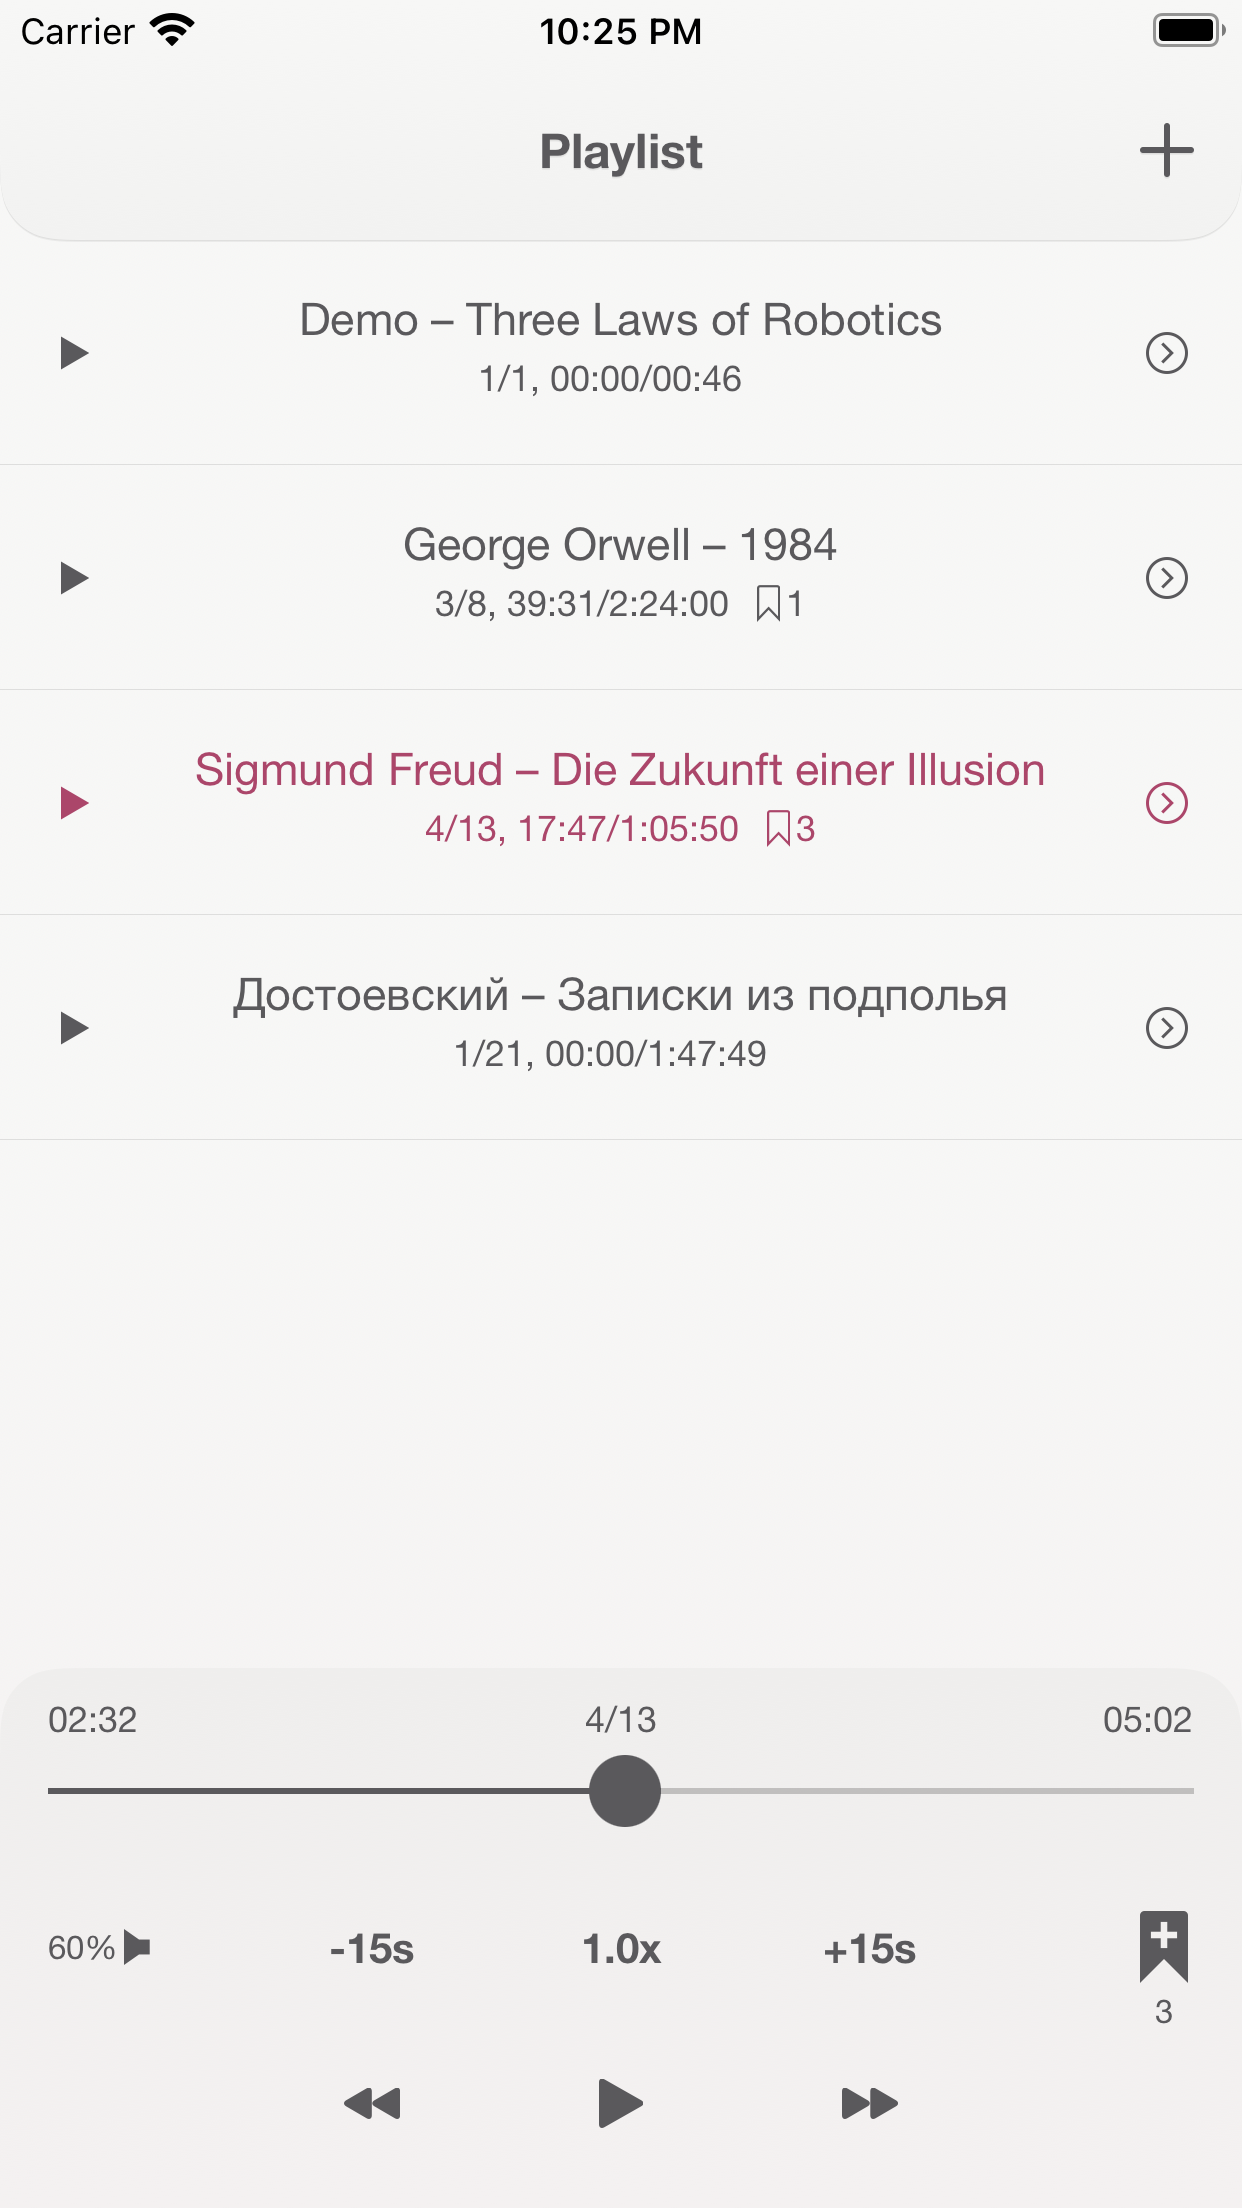 Carrier 10:25 PM
Playlist
Demo – Three Laws of Robotics
1/1, 00:00/00:46
George Orwell – 1984
3/8, 39:31/2:24:00 1
Sigmund Freud – Die Zukunft einer Illusion
4/13, 17:47/1:05:50 3
Достоевский – Записки из подполья
1/21, 00:00/1:47:49
02:32 4/13 05:02
60% -15s 1.0x +15s
3